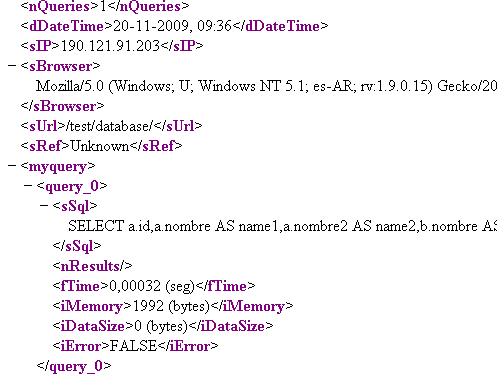 <nQueries>1</nQueries>
<dDateTime>20-11-2009, 09:36</dDateTime>
<sIP>190.121.91.203</sIP>
− <sBrowser>
Mozilla/5.0 (Windows; U; Windows NT 5.1; es-AR; rv:1.9.0.15) Gecko/20
</sBrowser>
<sUrl>/test/database/</sUrl>
<sRef>Unknown</sRef>
− <myquery>
− <query_0>
− <sSql>
SELECT a.id,a.nombre AS name1,a.nombre2 AS name2,b.nombre AS
</sSql>
<nResults/>
<fTime>0,00032 (seg)</fTime>
<iMemory>1992 (bytes)</iMemory>
<iDataSize>0 (bytes)</iDataSize>
<iError>FALSE</iError>
</query_0>